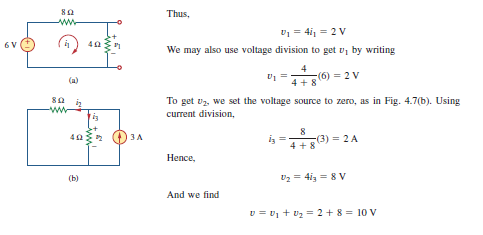 8 Ω
6 V
+
−
i₁
4 Ω
+
v₁
−
(a)
8 Ω
i₂
i₃
4 Ω
+
v₂
−
3 A
(b)
Thus,
v₁ = 4i₁ = 2 V
We may also use voltage division to get v₁ by writing
v₁ = 4/(4 + 8) (6) = 2 V
To get v₂, we set the voltage source to zero, as in Fig. 4.7(b). Using
current division,
i₃ = 8/(4 + 8) (3) = 2 A
Hence,
v₂ = 4i₃ = 8 V
And we find
v = v₁ + v₂ = 2 + 8 = 10 V